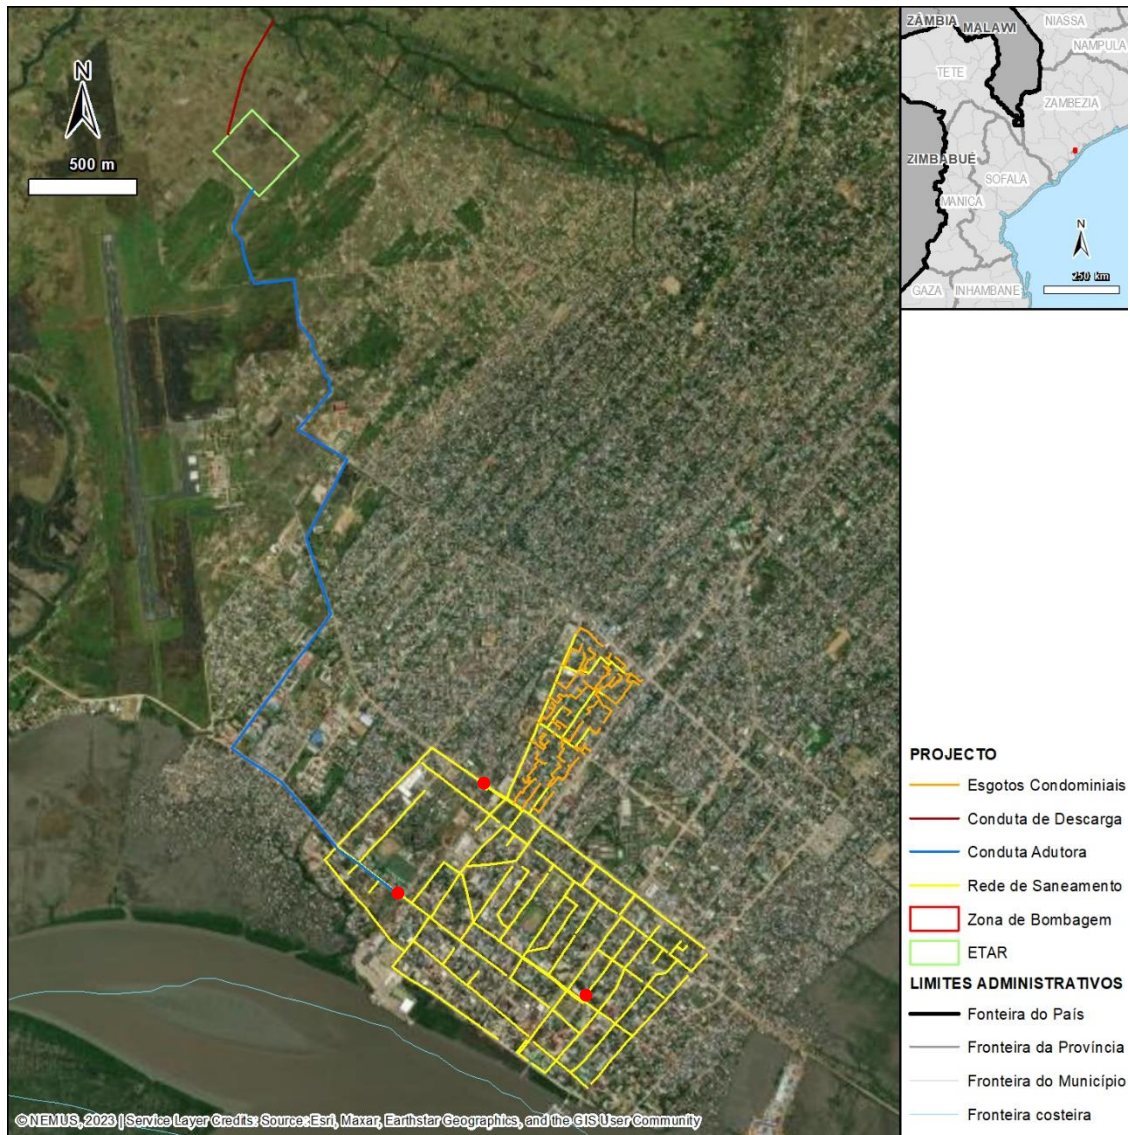 N
500 m
ZÂMBIA
MALAWI
NIASSA
NAMPULA
TETE
ZAMBEZIA
ZIMBABUÉ
SOFALA
MANICA
N
250 km
GAZA
INHAMBANE
PROJECTO
Esgotos Condominiais
Conduta de Descarga
Conduta Adutora
Rede de Saneamento
Zona de Bombagem
ETAR
LIMITES ADMINISTRATIVOS
Fonteira do País
Fronteira da Província
Fronteira do Município
Fronteira costeira
© NEMUS, 2023 | Service Layer Credits: Source: Esri, Maxar, Earthstar Geographics, and the GIS User Community